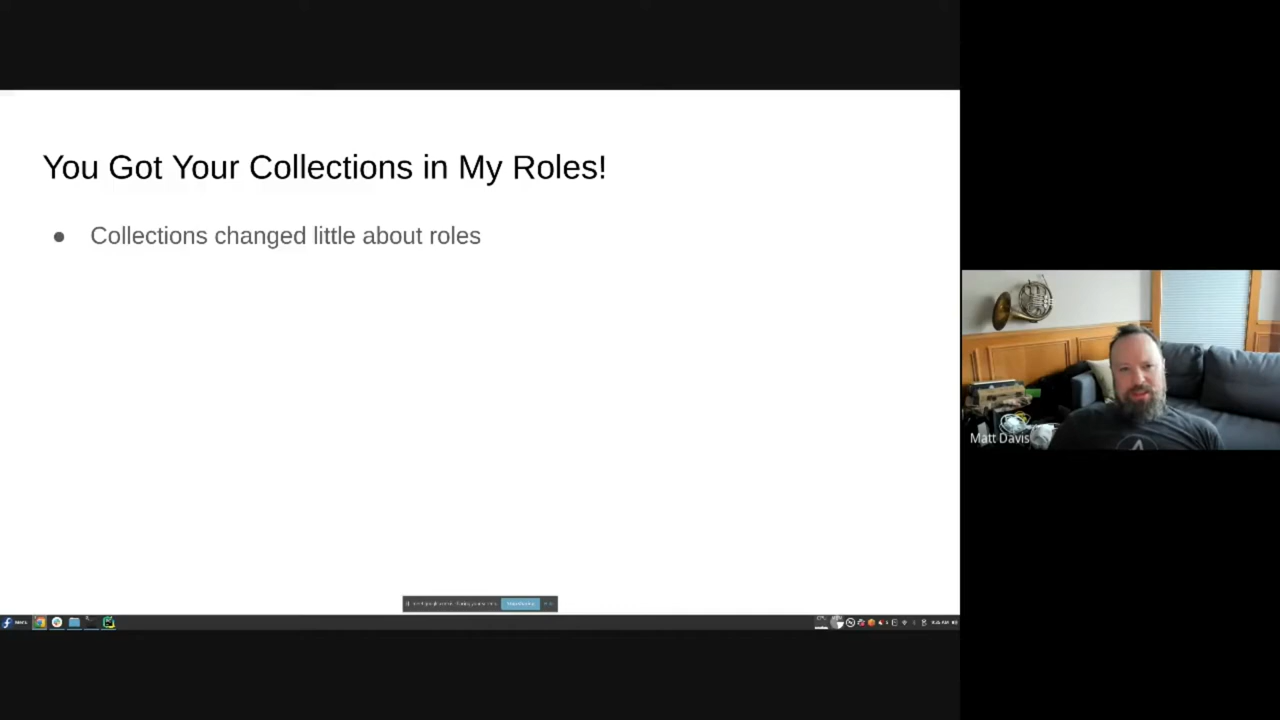 You Got Your Collections in My Roles!
● Collections changed little about roles
Matt Davis